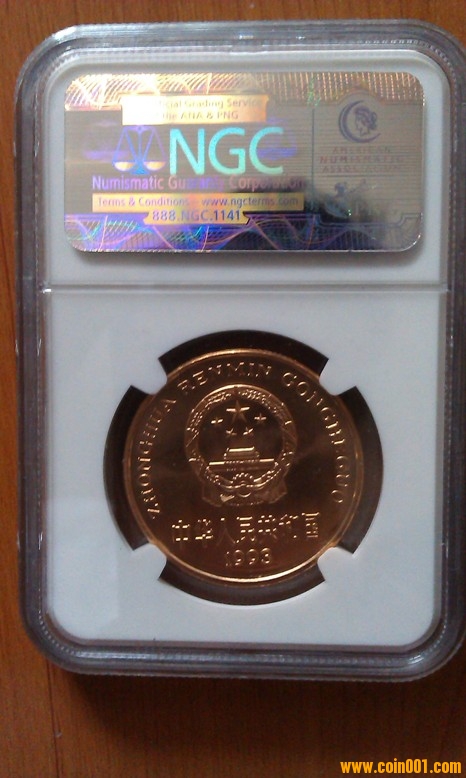 Official Grading Service
of the ANA & PNG
NGC
Numismatic Guaranty Corporation
Terms & Conditions • www.ngcterms.com
888.NGC.1141
AMERICAN
NUMISMATIC
ASSOCIATION
ZHONGHUA RENMIN GONGHEGUO
中华人民共和国
1993
www.coin001.com